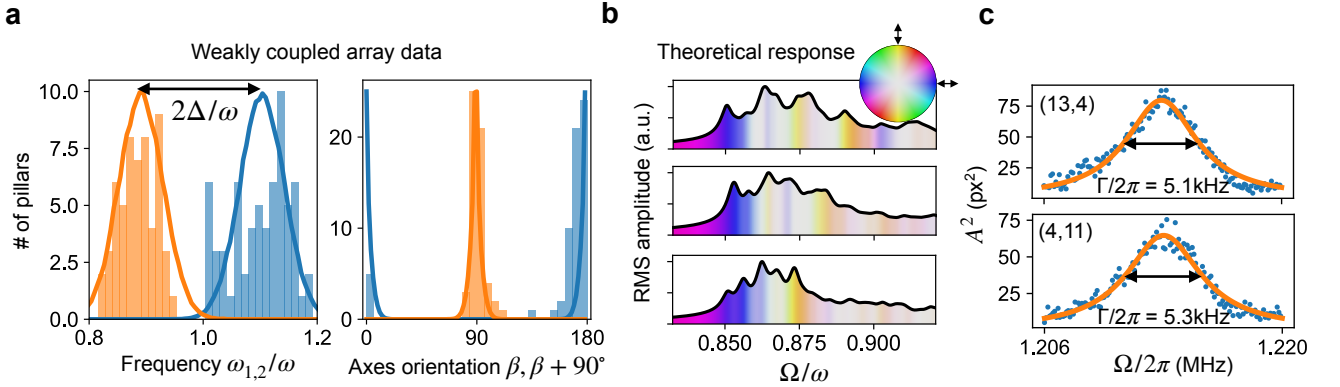 a
Weakly coupled array data
# of pillars
10.0
7.5
5.0
2.5
0.0
2Δ/ω
0.8
1.0
1.2
Frequency ω₁,₂/ω
20
10
0
0
90
180
Axes orientation β, β + 90°
b
Theoretical response
RMS amplitude (a.u.)
0.850
0.875
0.900
Ω/ω
c
A² (px²)
(13,4)
75
50
25
Γ/2π = 5.1kHz
(4,11)
75
50
25
Γ/2π = 5.3kHz
1.206
1.220
Ω/2π (MHz)